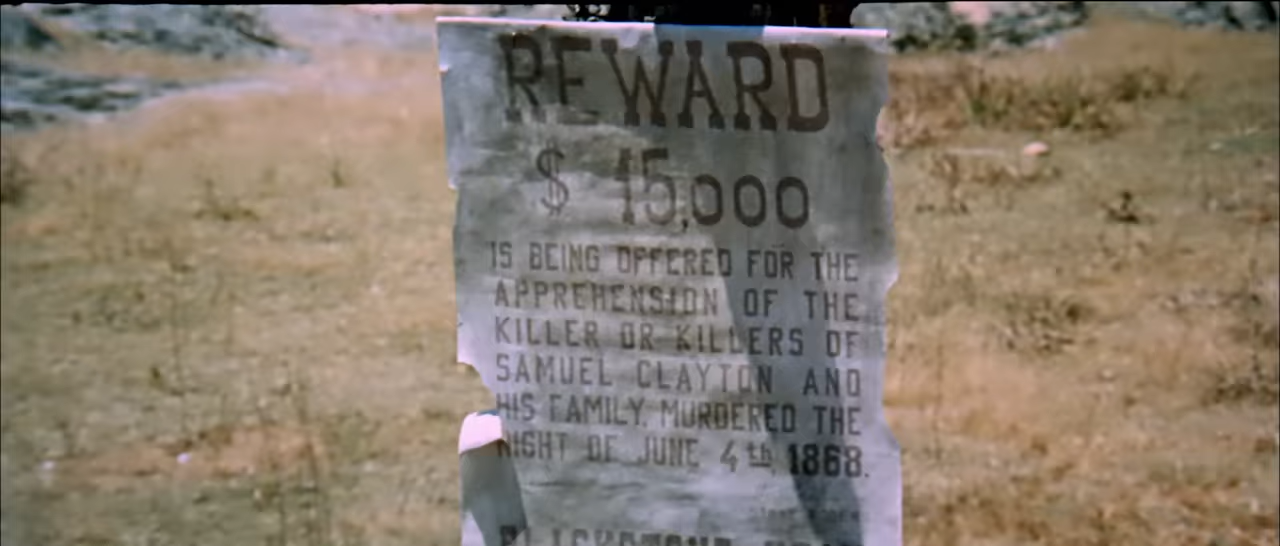 REWARD
$ 15,000
IS BEING OFFERED FOR THE
APPREHENSION OF THE
KILLER OR KILLERS OF
SAMUEL CLAYTON AND
HIS FAMILY, MURDERED THE
NIGHT OF JUNE 4th, 1868.